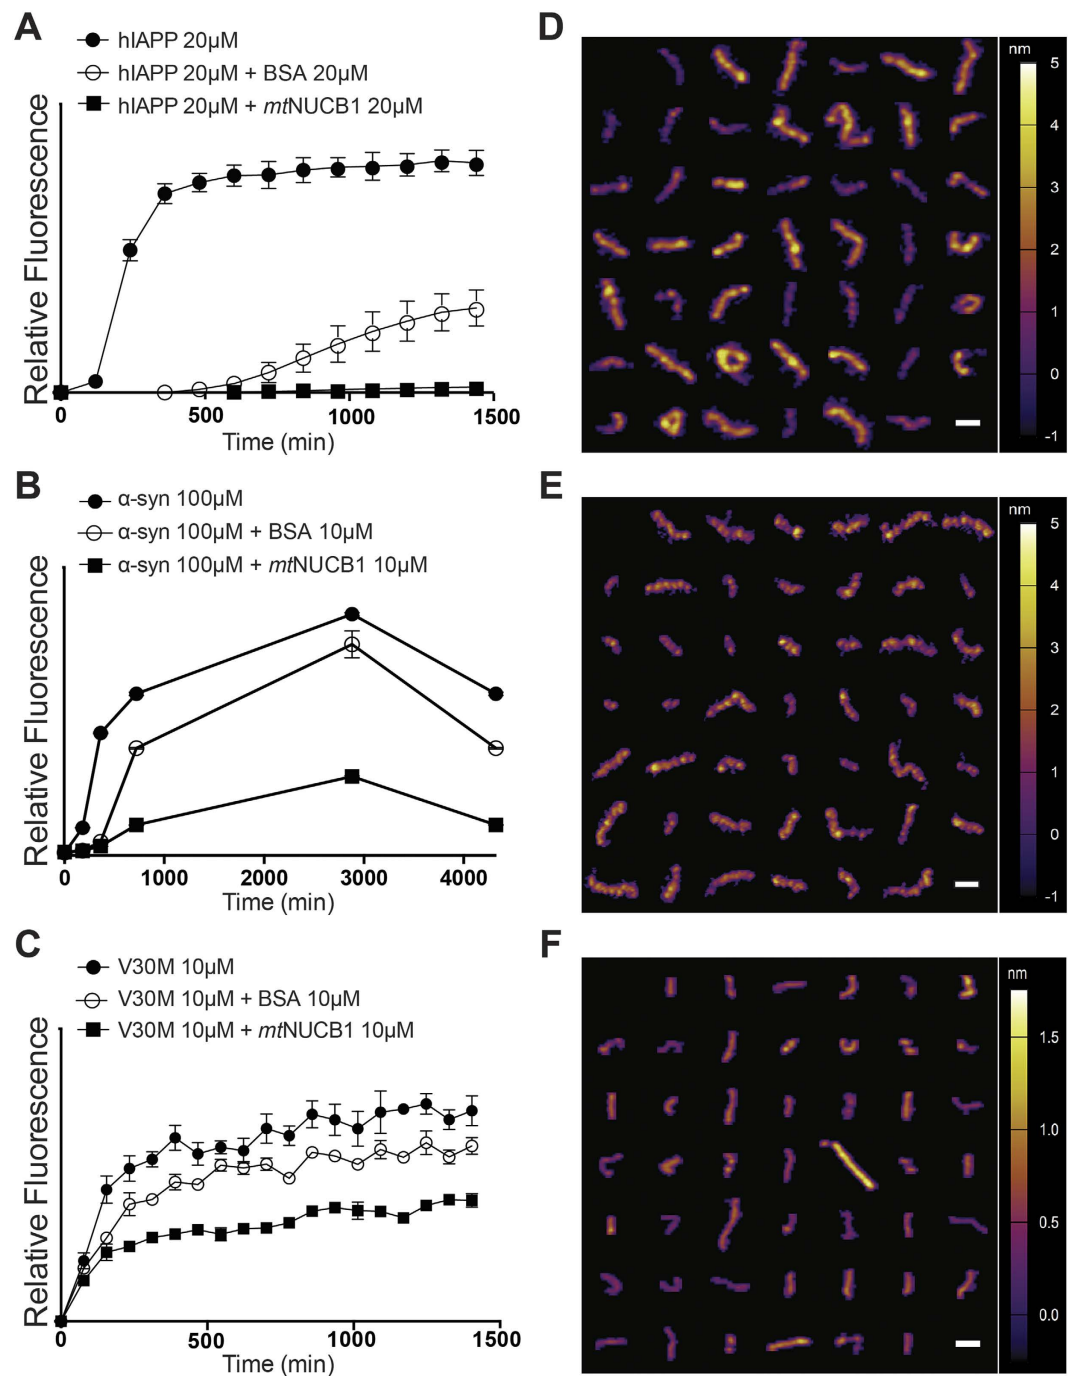 A
hIAPP 20µM
hIAPP 20µM + BSA 20µM
hIAPP 20µM + mtNUCB1 20µM
Relative Fluorescence
0 500 1000 1500
Time (min)
D
nm
5
4
3
2
1
0
-1
B
α-syn 100µM
α-syn 100µM + BSA 10µM
α-syn 100µM + mtNUCB1 10µM
Relative Fluorescence
0 1000 2000 3000 4000
Time (min)
E
nm
5
4
3
2
1
0
-1
C
V30M 10µM
V30M 10µM + BSA 10µM
V30M 10µM + mtNUCB1 10µM
Relative Fluorescence
0 500 1000 1500
Time (min)
F
nm
1.5
1.0
0.5
0.0